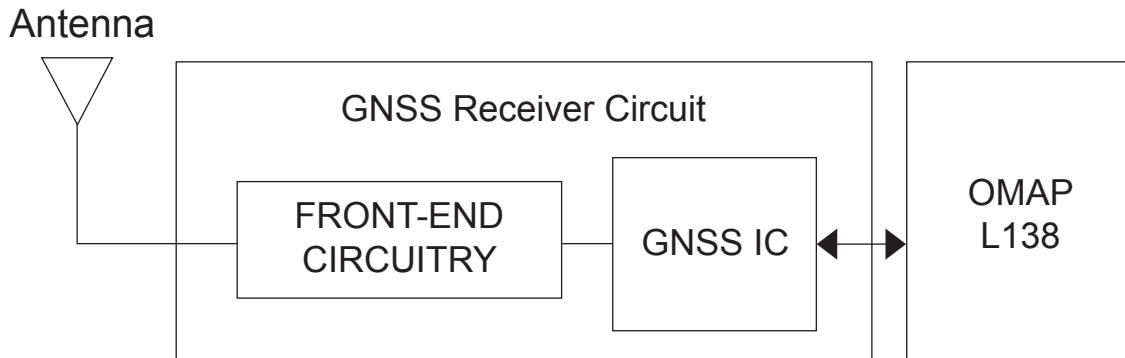 Antenna
GNSS Receiver Circuit
FRONT-END
CIRCUITRY
GNSS IC
OMAP
L138